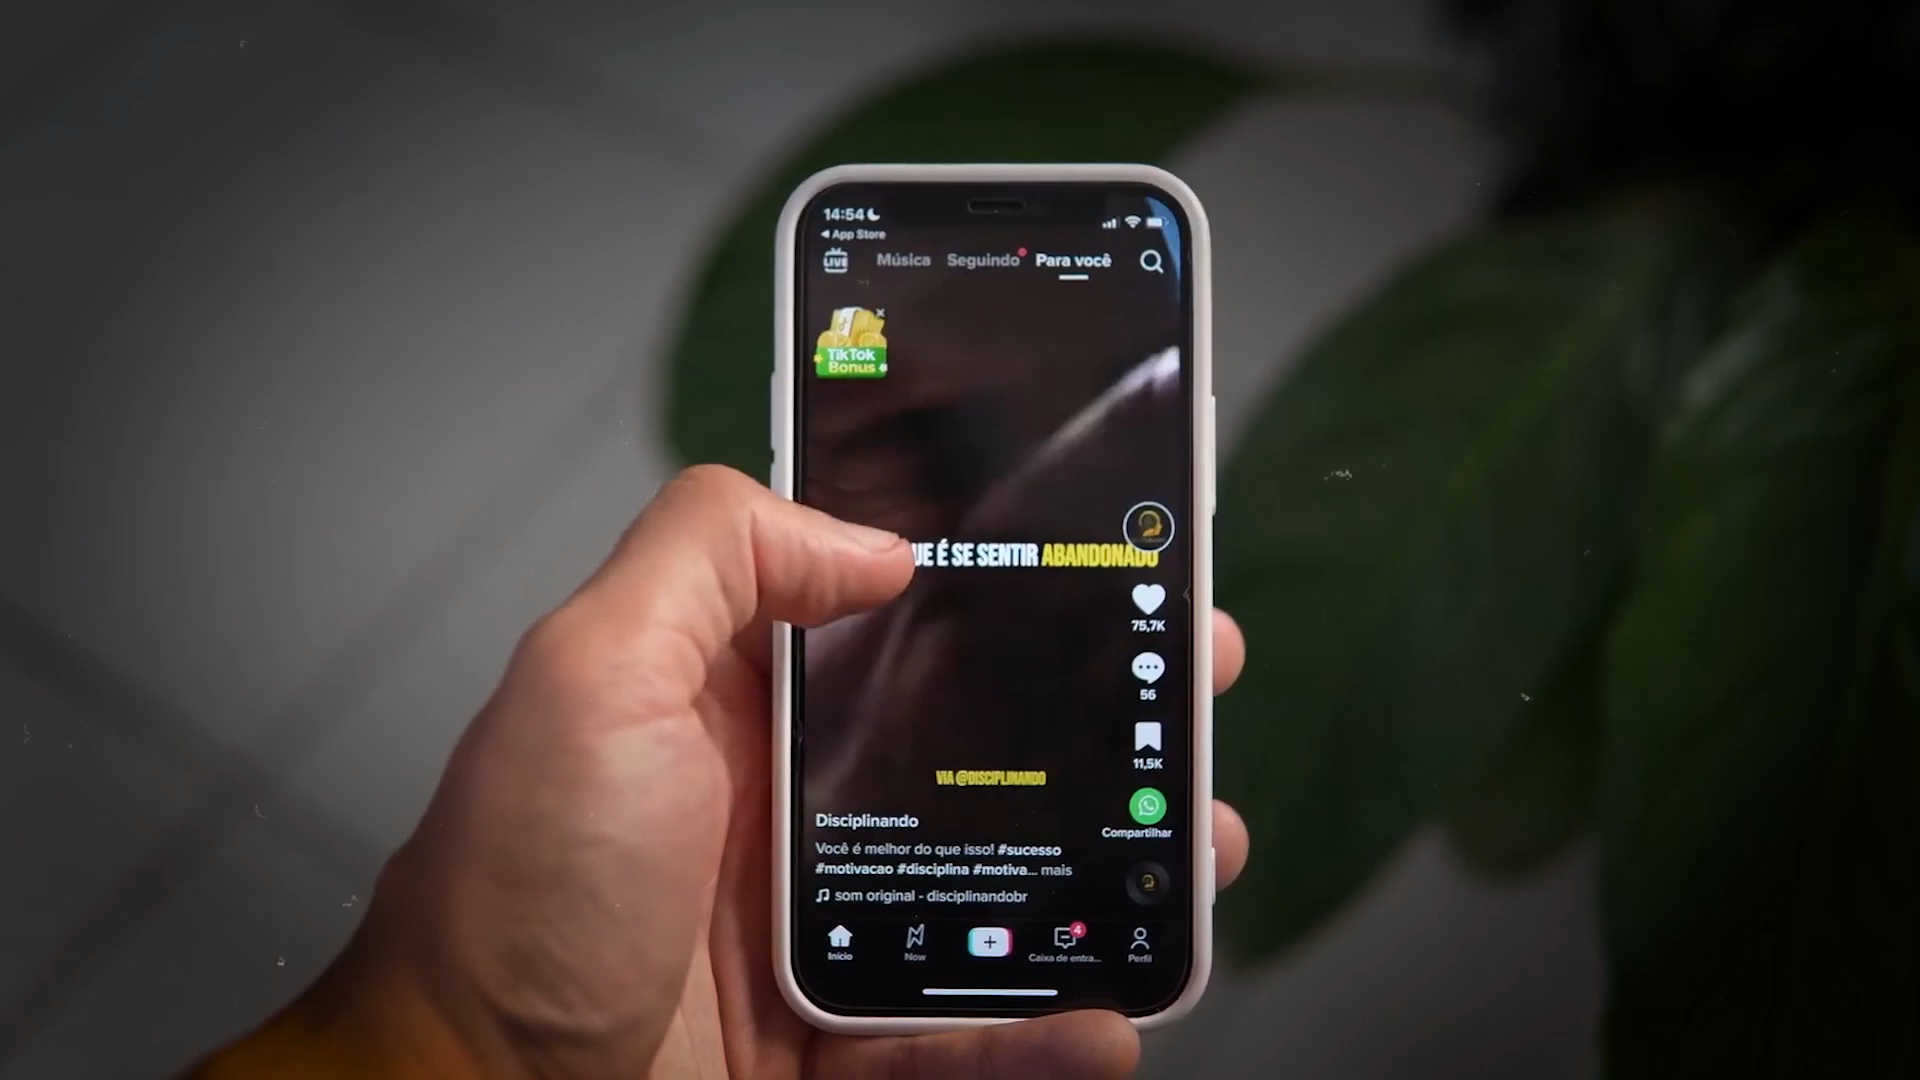 14:54
App Store
LIVE
Música Seguindo Para você
TikTok
Bonus
UE É SE SENTIR ABANDONADO
75,7K
56
11,5K
VIA @DISCIPLINANDO
Compartilhar
Disciplinando
Você é melhor do que isso! #sucesso
#motivacao #disciplina #motiva... mais
som original - disciplinandobr
4
Início Now Caixa de entra... Perfil